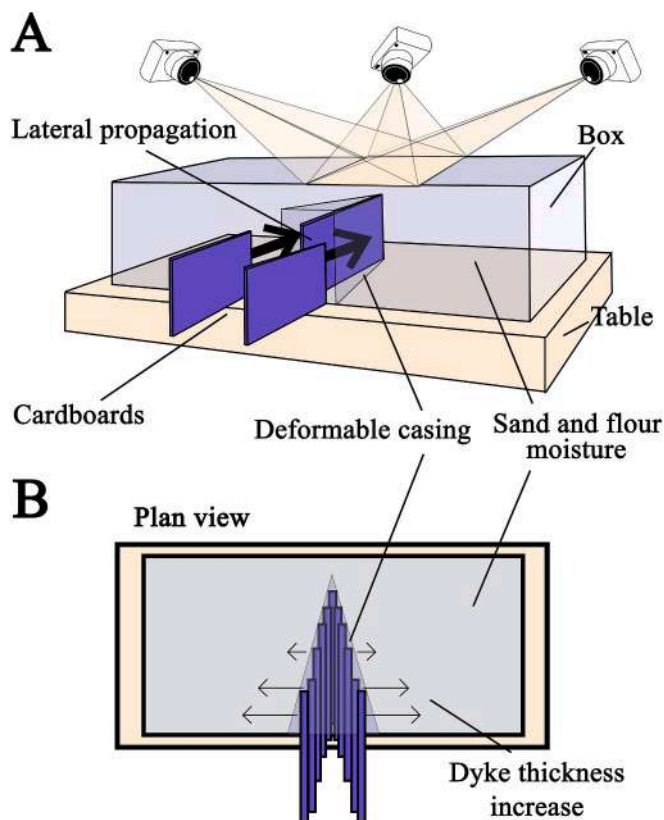 A
Lateral propagation
Box
Table
Cardboards
Deformable casing
Sand and flour
moisture
B
Plan view
Dyke thickness
increase